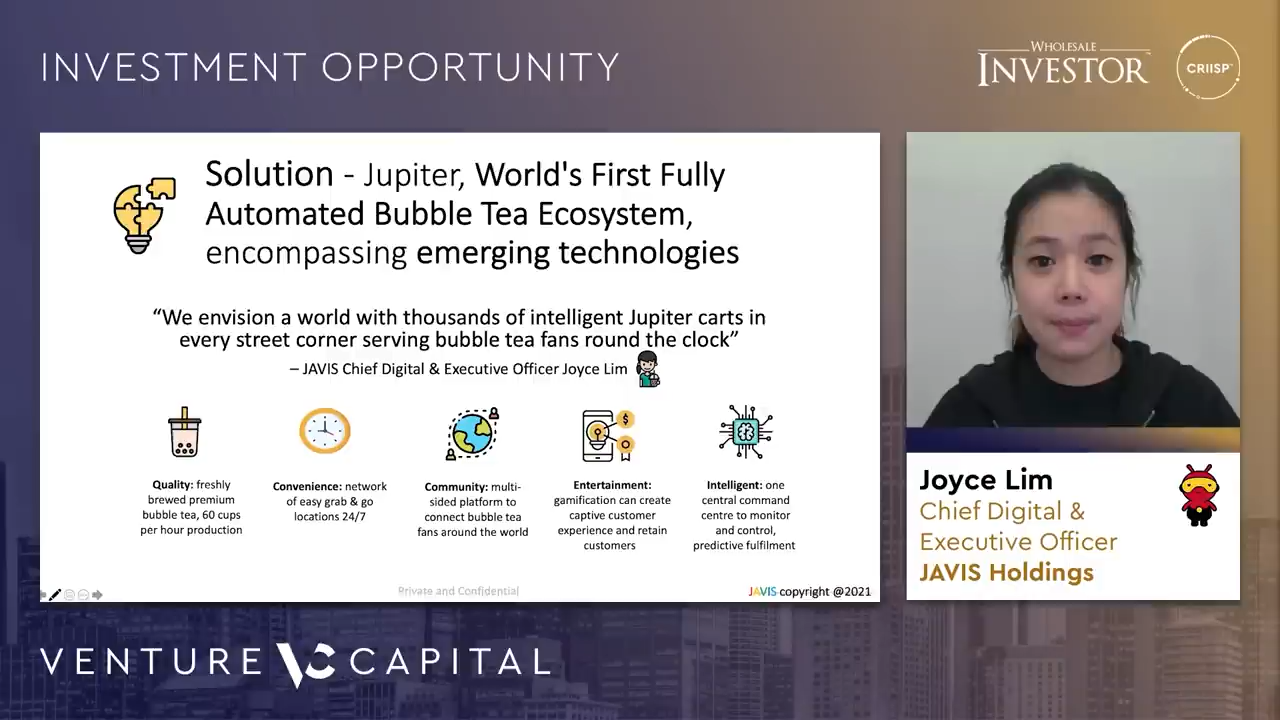 INVESTMENT OPPORTUNITY
WHOLESALE
INVESTOR
CRIISP
Solution - Jupiter, World's First Fully
Automated Bubble Tea Ecosystem,
encompassing emerging technologies
“We envision a world with thousands of intelligent Jupiter carts in
every street corner serving bubble tea fans round the clock”
– JAVIS Chief Digital & Executive Officer Joyce Lim
Quality: freshly
brewed premium
bubble tea, 60 cups
per hour production
Convenience: network
of easy grab & go
locations 24/7
Community: multi-
sided platform to
connect bubble tea
fans around the world
Entertainment:
gamification can create
captive customer
experience and retain
customers
Intelligent: one
central command
centre to monitor
and control,
predictive fulfilment
Private and Confidential
JAVIS copyright @2021
Joyce Lim
Chief Digital &
Executive Officer
JAVIS Holdings
VENTURE VC CAPITAL